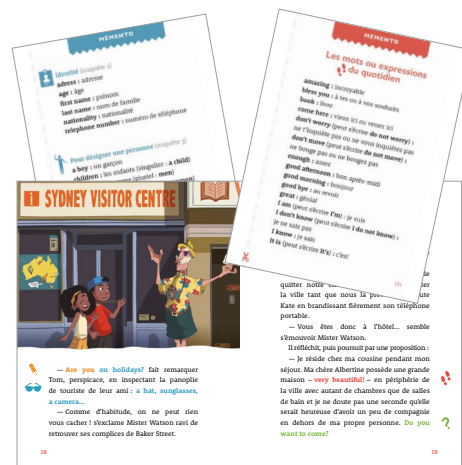 MÉMENTO
Identité (enquête 2)
adress : adresse
age : âge
first name : prénom
last name : nom de famille
nationality : nationalité
telephone number : numéro de téléphone
Pour désigner une personne (enquête 3)
a boy : un garçon
children : les enfants (singulier : a child)
(pluriel : men)
MÉMENTO
Les mots ou expressions
du quotidien
amazing : incroyable
bless you : à tes ou à vos souhaits
book : livre
come here : viens ici ou venez ici
don't worry (peut s'écrire do not worry) :
ne t'inquiète pas ou ne vous inquiétez pas
don't move (peut s'écrire do not move) :
ne bouge pas ou ne bougez pas
enough : assez
good afternoon : bon après-midi
good morning : bonjour
good bye : au revoir
great : génial
I am (peut s'écrire I'm) : je suis
I don't know (peut s'écrire I do not know) :
je ne sais pas
I know : je sais
It is (peut s'écrire It's) : c'est
i SYDNEY VISITOR CENTRE
— Are you on holidays? fait remarquer
Tom, perspicace, en inspectant la panoplie
de touriste de leur ami : a hat, sunglasses,
a camera...
— Comme d'habitude, on ne peut rien
vous cacher ! s'exclame Mister Watson ravi de
retrouver ses complices de Baker Street.
18
quitter notre
la ville tant que nous la
Kate en brandissant fièrement son téléphone
portable.
— Vous êtes donc à l'hôtel... semble
s'émouvoir Mister Watson.
Il réfléchit, puis poursuit par une proposition :
— Je réside chez ma cousine pendant mon
séjour. Ma chère Albertine possède une grande
maison – very beautiful! – en périphérie de
la ville avec autant de chambres que de salles
de bain et je ne doute pas une seconde qu'elle
serait heureuse d'avoir un peu de compagnie
en dehors de ma propre personne. Do you
want to come?
19